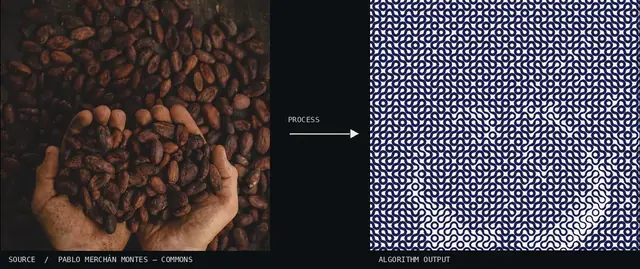 PROCESS
SOURCE / PABLO MERCHÁN MONTES — COMMONS
ALGORITHM OUTPUT